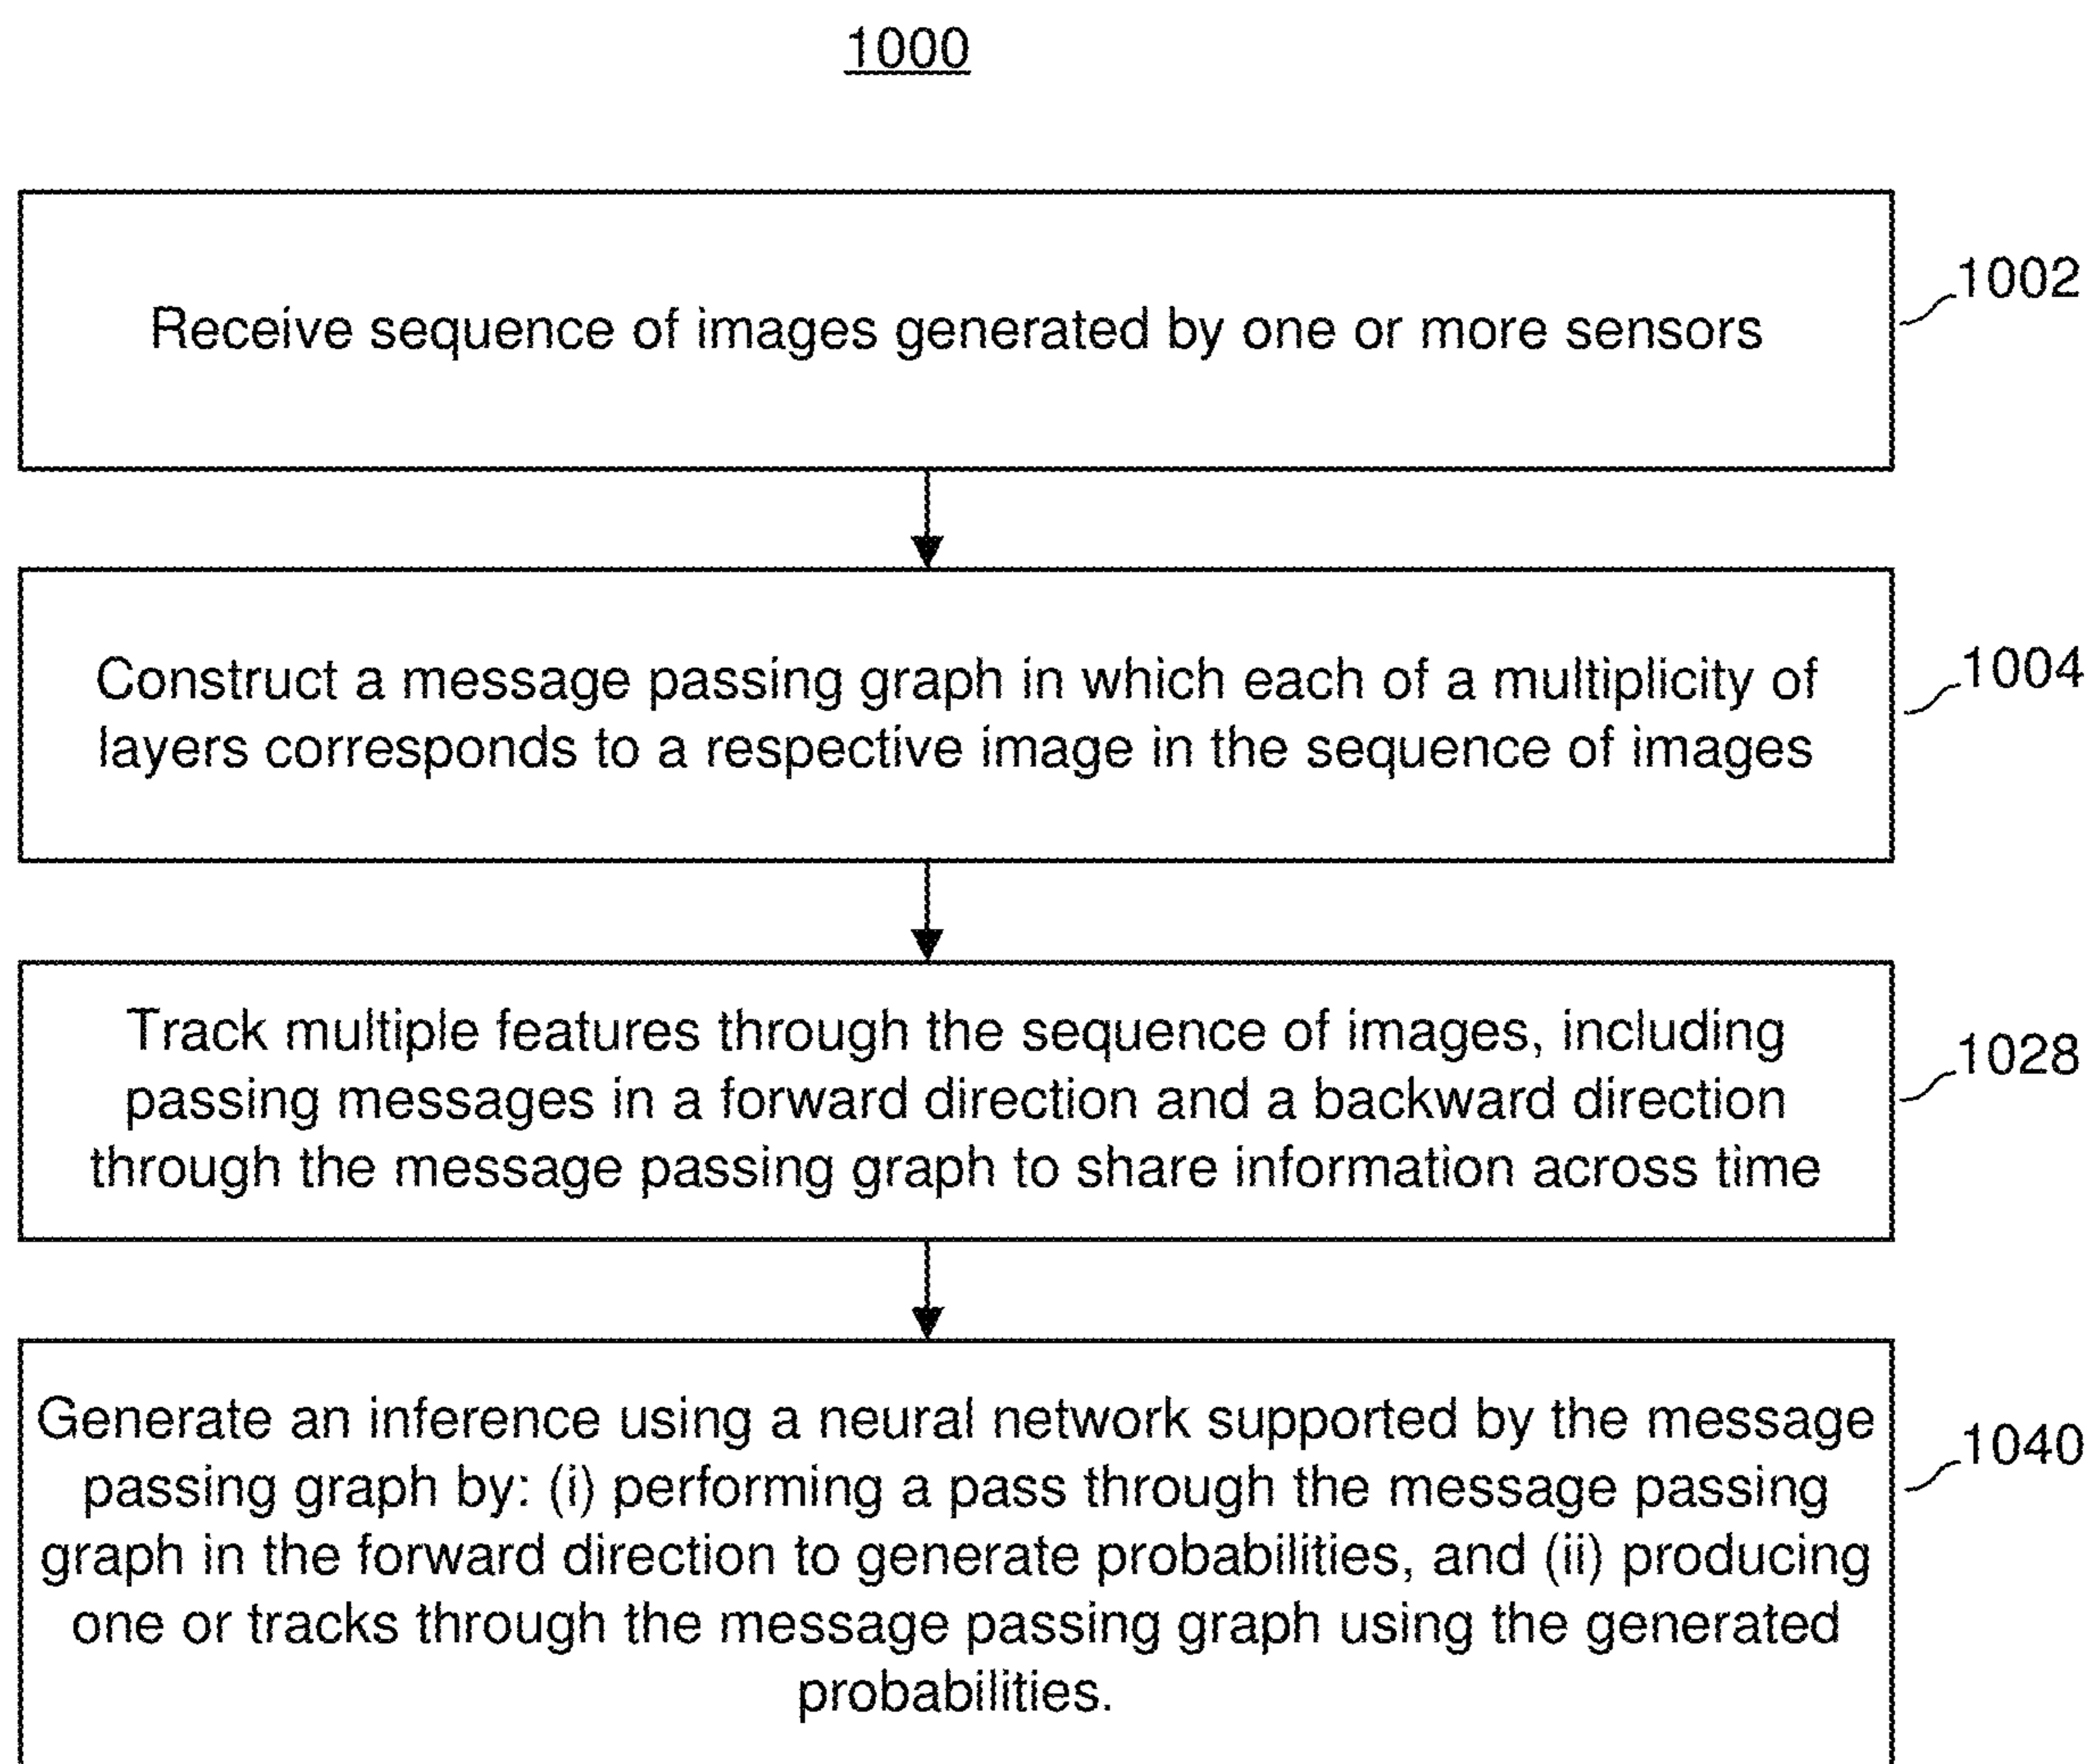 1000
Receive sequence of images generated by one or more sensors
1002
Construct a message passing graph in which each of a multiplicity of
layers corresponds to a respective image in the sequence of images
1004
Track multiple features through the sequence of images, including
passing messages in a forward direction and a backward direction
through the message passing graph to share information across time
1028
Generate an inference using a neural network supported by the message
passing graph by: (i) performing a pass through the message passing
graph in the forward direction to generate probabilities, and (ii) producing
one or tracks through the message passing graph using the generated
probabilities.
1040